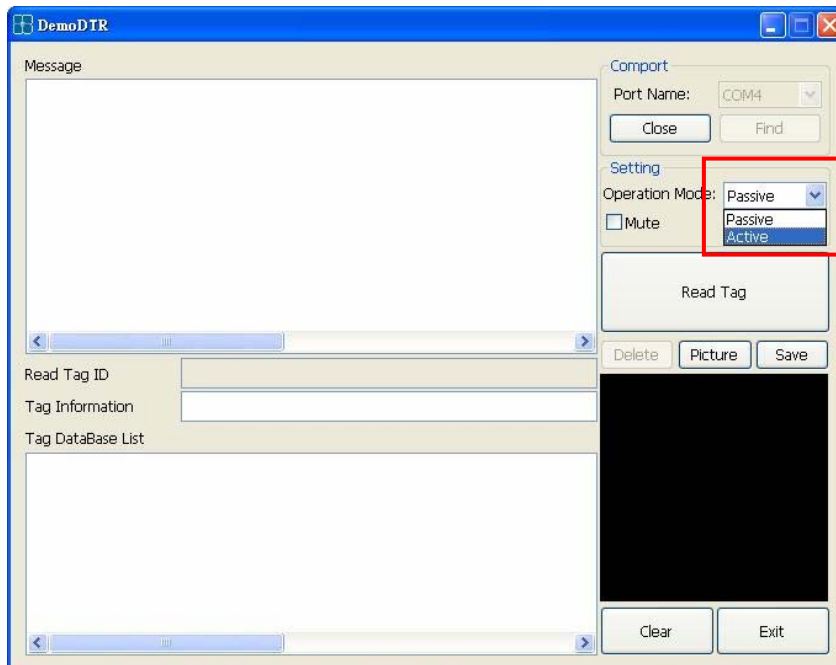 DemoDTR
Message
Comport
Port Name: COM4
Close Find
Setting
Operation Mode: Passive
Passive
Active
Mute
Read Tag
Delete Picture Save
Read Tag ID
Tag Information
Tag DataBase List
Clear Exit